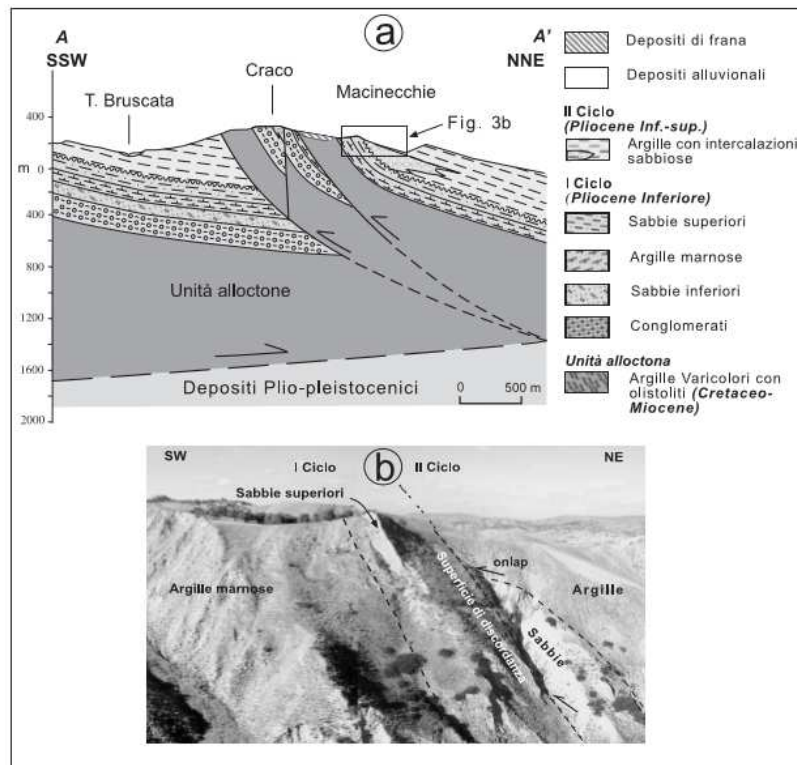 A
SSW
a
A'
NNE
Craco
T. Bruscata
Macinecchie
Fig. 3b
400
m
0
400
800
1200
1600
2000
Unità alloctone
Depositi Plio-pleistocenici
0 500 m
Depositi di frana
Depositi alluvionali
II Ciclo
(Pliocene Inf.-sup.)
Argille con intercalazioni
sabbiose
I Ciclo
(Pliocene Inferiore)
Sabbie superiori
Argille marnose
Sabbie inferiori
Conglomerati
Unità alloctona
Argille Varicolori con
olistoliti (Cretaceo-
Miocene)
SW
I Ciclo
b
II Ciclo
NE
Sabbie superiori
Argille marnose
Superficie di discordanza
onlap
Argille
Sabbie